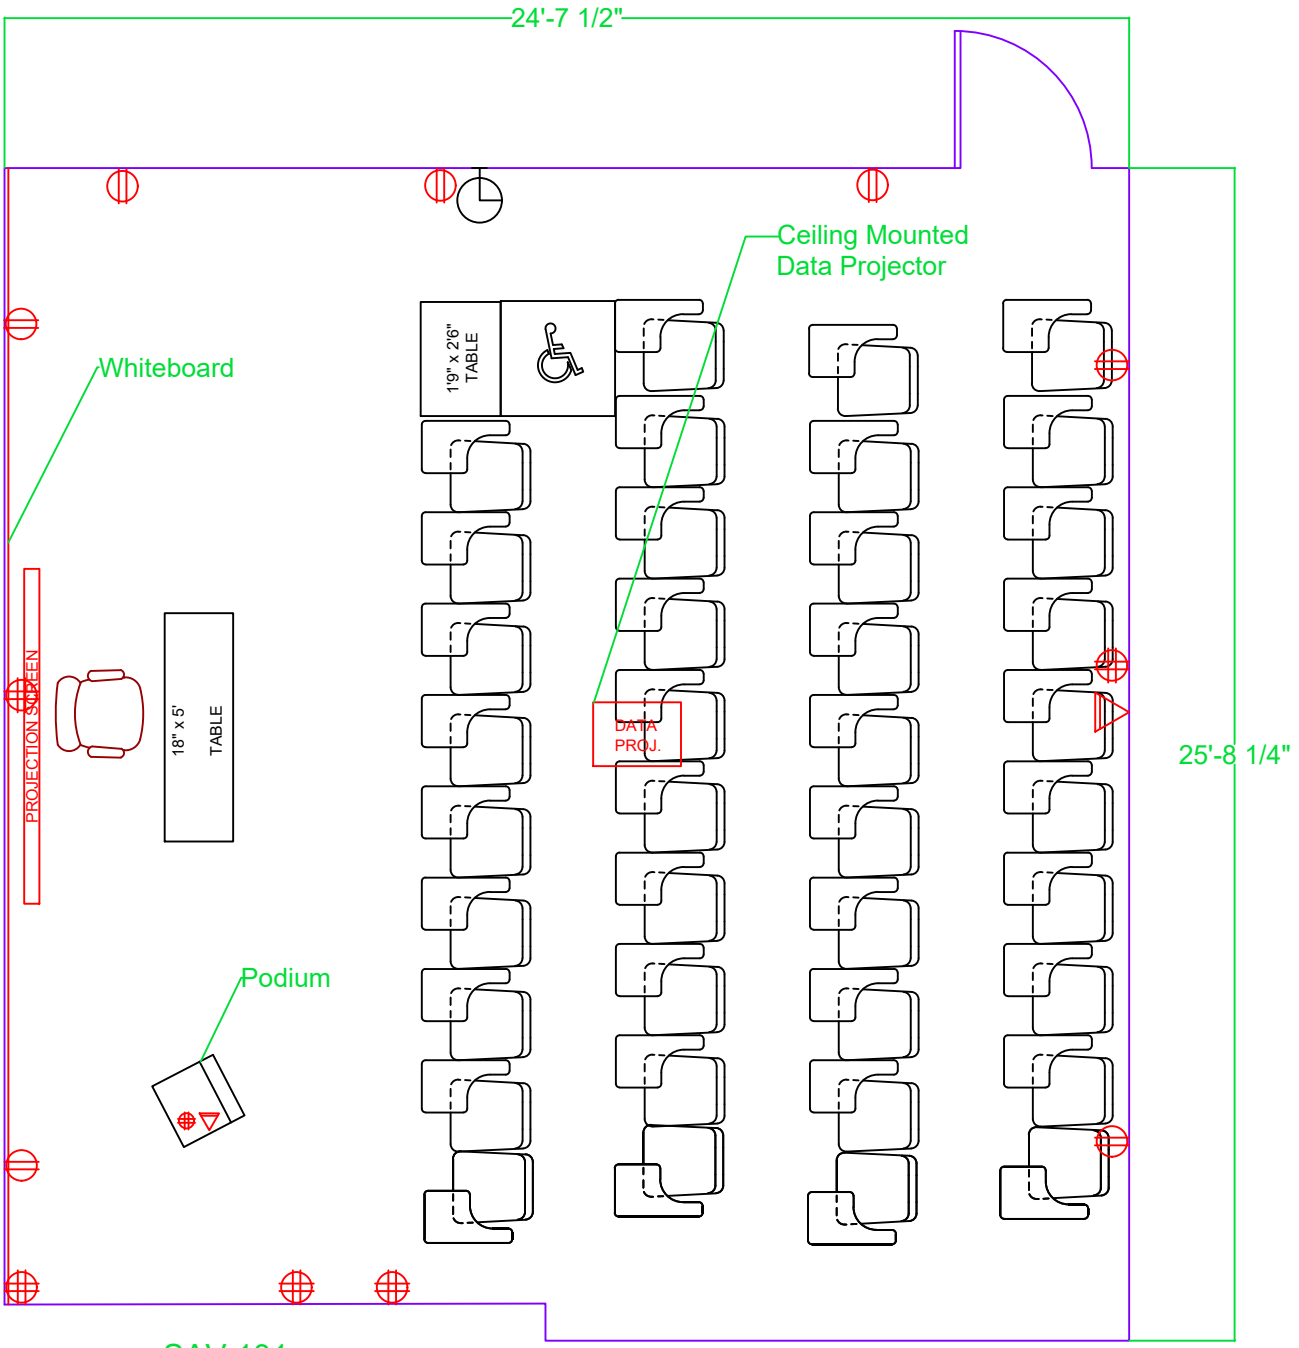 24'-7 1/2"
Ceiling Mounted
Data Projector
1'9" x 2'6"
TABLE
Whiteboard
PROJECTION SCREEN
18" x 5'
TABLE
DATA
PROJ.
25'-8 1/4"
Podium